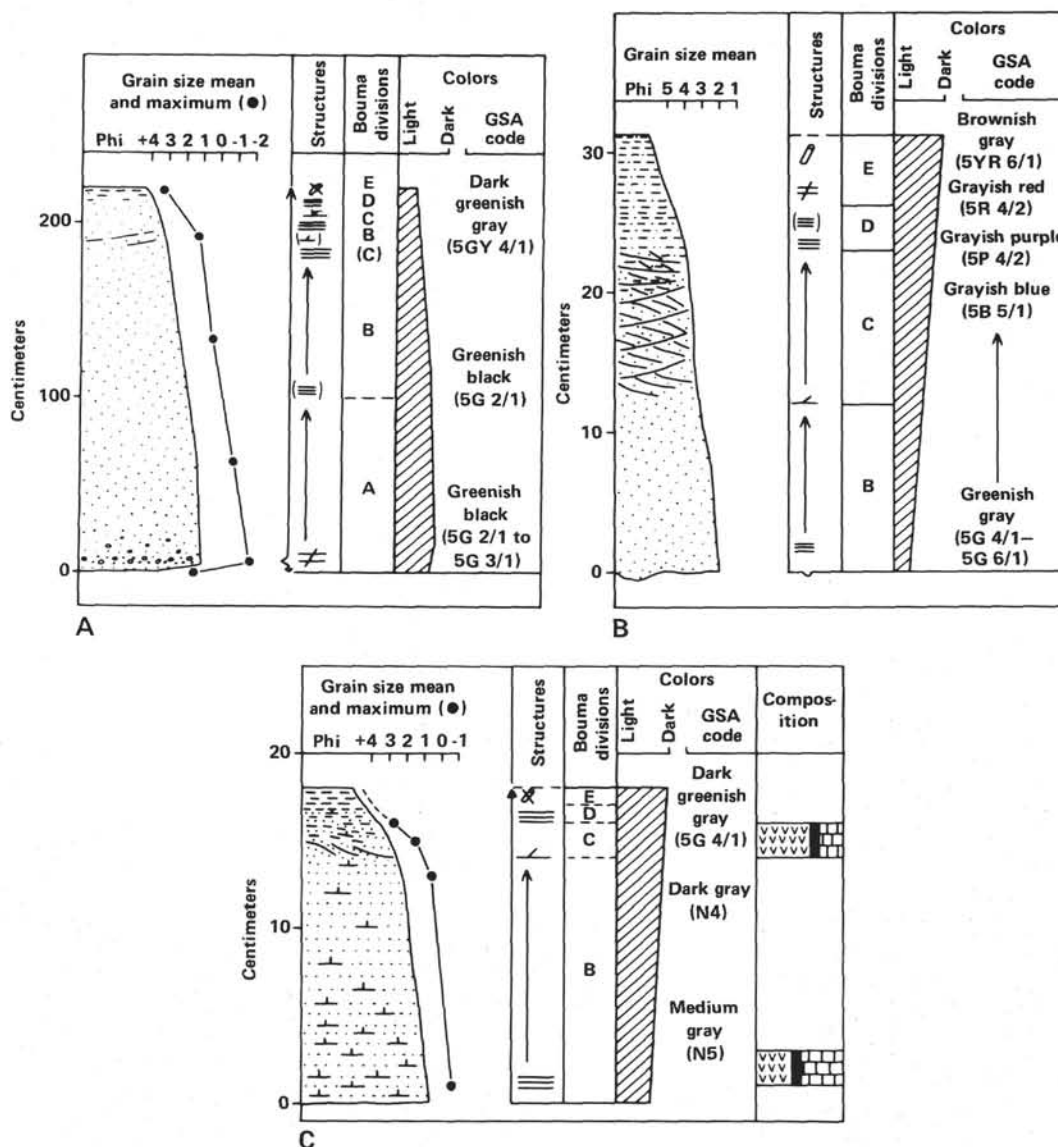 Grain size mean
and maximum (●)
Phi +4 3 2 1 0 -1 -2
Structures
Bouma
divisions
Colors
Light
Dark
GSA
code
Centimeters
200
100
0
E
D
C
B
(C)
B
A
Dark
greenish
gray
(5GY 4/1)
Greenish
black
(5G 2/1)
Greenish
black
(5G 2/1 to
5G 3/1)
A
Grain size mean
Phi 5 4 3 2 1
Structures
Bouma
divisions
Colors
Light
Dark
GSA
code
Centimeters
30
20
10
0
E
D
C
B
Brownish
gray
(5YR 6/1)
Grayish red
(5R 4/2)
Grayish purple
(5P 4/2)
Grayish blue
(5B 5/1)
Greenish
gray
(5G 4/1–
5G 6/1)
B
Grain size mean
and maximum (●)
Phi +4 3 2 1 0 -1
Structures
Bouma
divisions
Colors
Light
Dark
GSA
code
Compos-
ition
Centimeters
20
10
0
E
D
C
B
Dark
greenish
gray
(5G 4/1)
Dark gray
(N4)
Medium
gray
(N5)
C